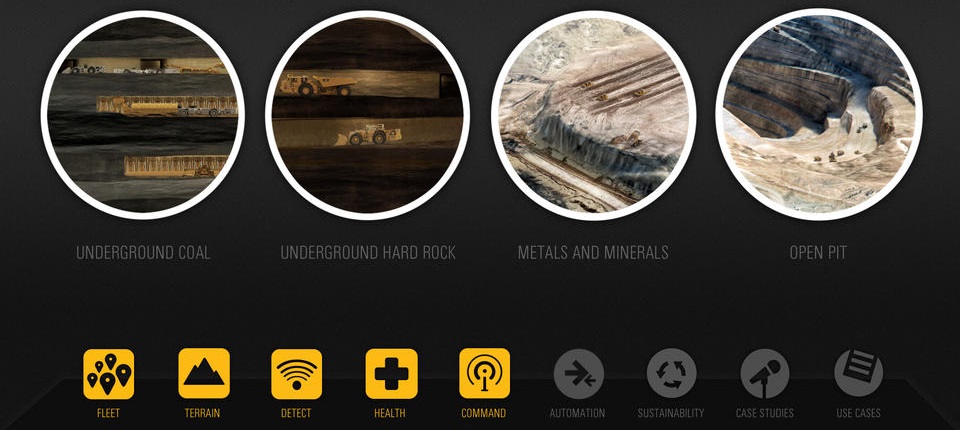 UNDERGROUND COAL
UNDERGROUND HARD ROCK
METALS AND MINERALS
OPEN PIT
FLEET
TERRAIN
DETECT
HEALTH
COMMAND
AUTOMATION
SUSTAINABILITY
CASE STUDIES
USE CASES